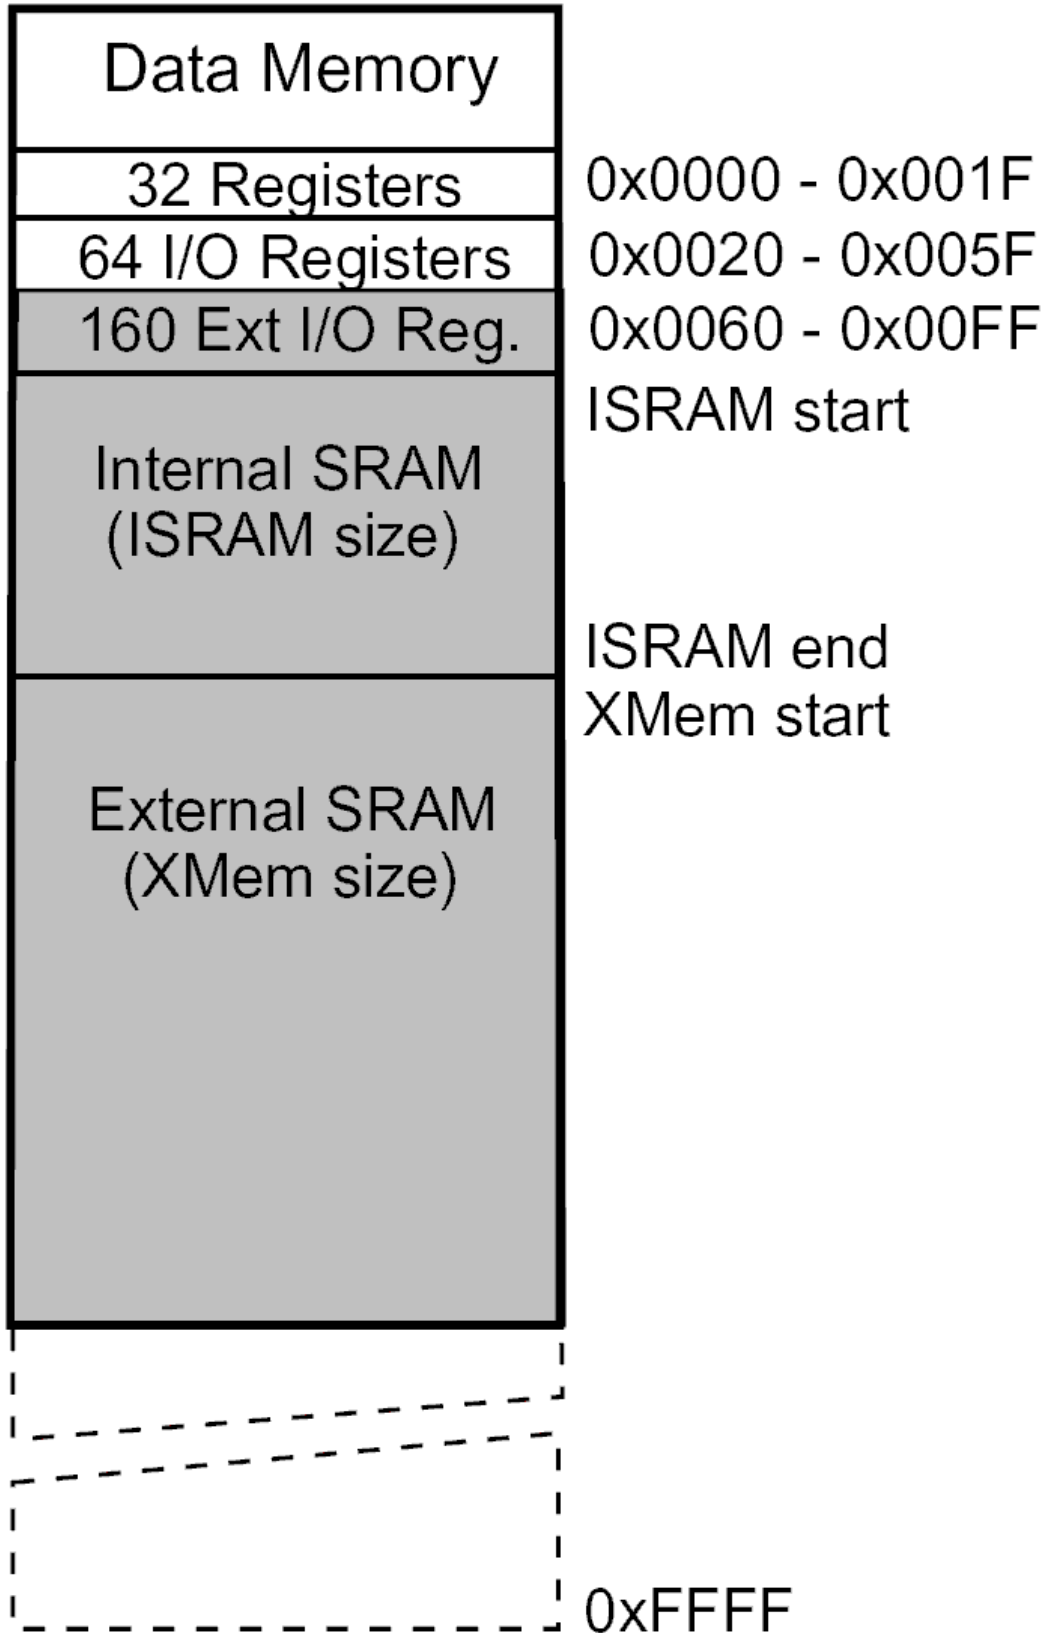 Data Memory
32 Registers 0x0000 - 0x001F
64 I/O Registers 0x0020 - 0x005F
160 Ext I/O Reg. 0x0060 - 0x00FF
ISRAM start
Internal SRAM
(ISRAM size)
ISRAM end
XMem start
External SRAM
(XMem size)
0xFFFF